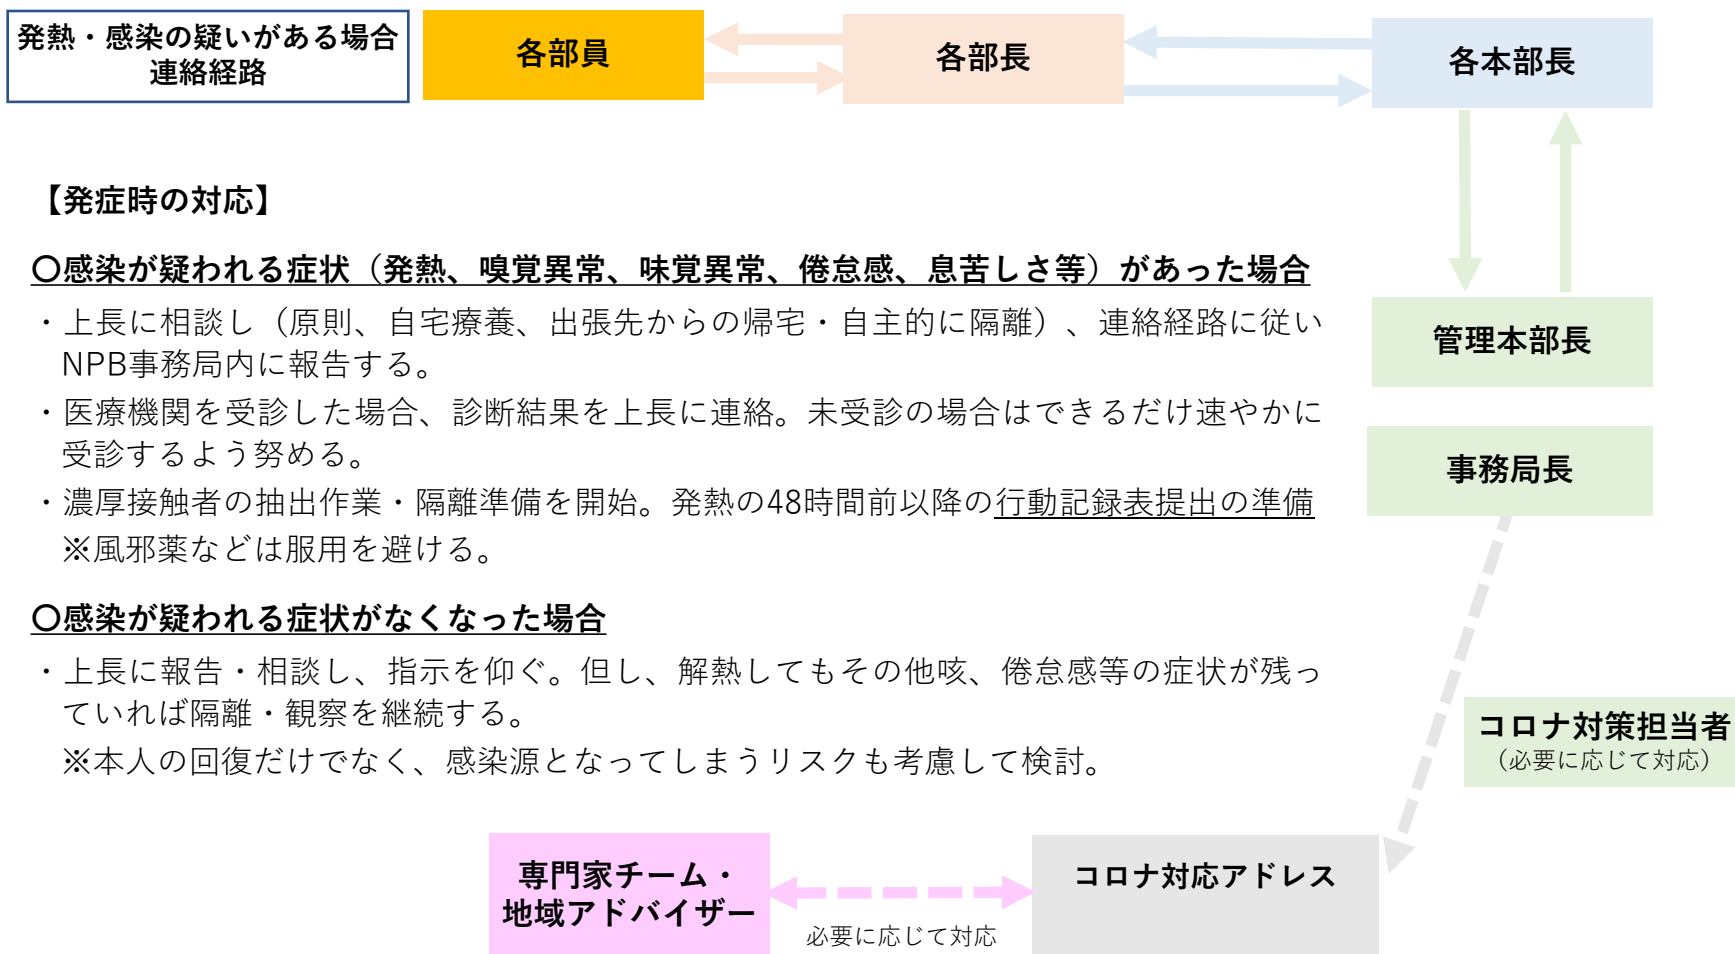 発熱・感染の疑いがある場合
連絡経路
各部員
各部長
各本部長
【発症時の対応】
〇感染が疑われる症状（発熱、嗅覚異常、味覚異常、倦怠感、息苦しさ等）があった場合
・上長に相談し（原則、自宅療養、出張先からの帰宅・自主的に隔離）、連絡経路に従い
NPB事務局内に報告する。
・医療機関を受診した場合、診断結果を上長に連絡。未受診の場合はできるだけ速やかに
受診するよう努める。
・濃厚接触者の抽出作業・隔離準備を開始。発熱の48時間前以降の行動記録表提出の準備
※風邪薬などは服用を避ける。
〇感染が疑われる症状がなくなった場合
・上長に報告・相談し、指示を仰ぐ。但し、解熱してもその他咳、倦怠感等の症状が残っ
ていれば隔離・観察を継続する。
※本人の回復だけでなく、感染源となってしまうリスクも考慮して検討。
管理本部長
事務局長
コロナ対策担当者
（必要に応じて対応）
専門家チーム・
地域アドバイザー
必要に応じて対応
コロナ対応アドレス